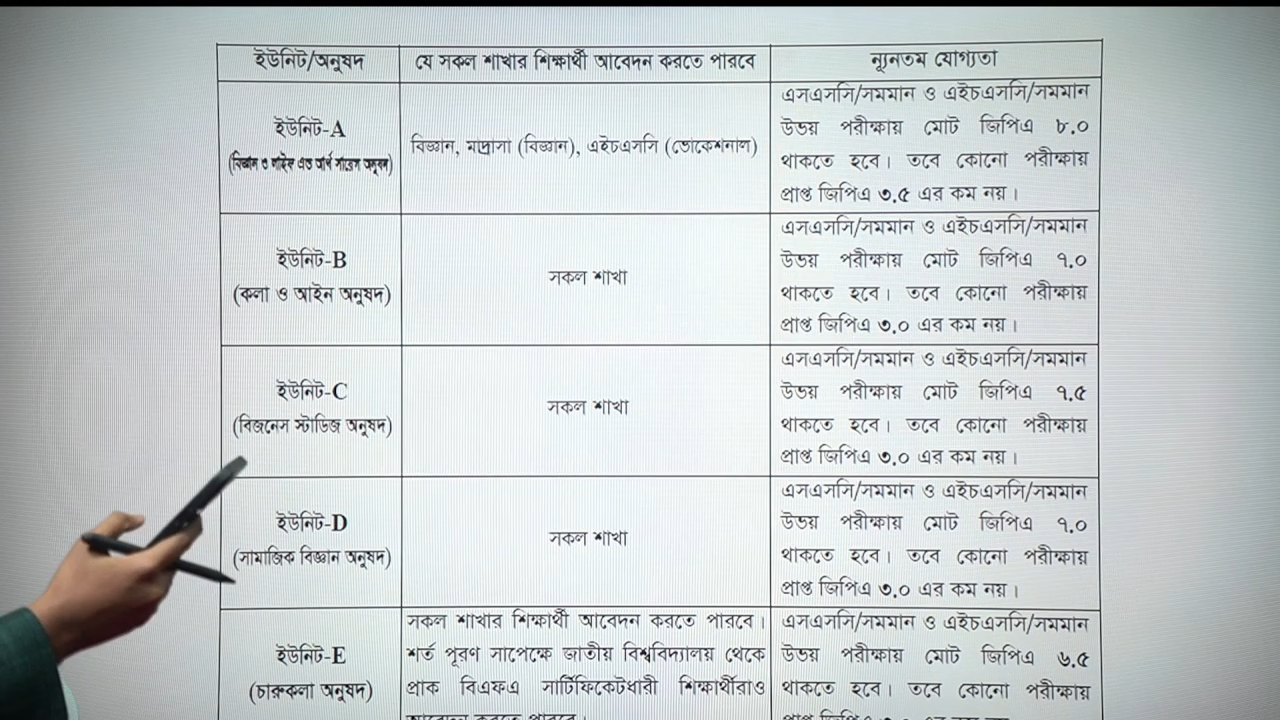 ইউনিট/অনুষদ
যে সকল শাখার শিক্ষার্থী আবেদন করতে পারবে
ন্যূনতম যোগ্যতা
ইউনিট-A
(বিজ্ঞান ও লাইফ এন্ড আর্থ সায়েন্স অনুষদ)
বিজ্ঞান, মাদ্রাসা (বিজ্ঞান), এইচএসসি (ভোকেশনাল)
এসএসসি/সমমান ও এইচএসসি/সমমান
উভয় পরীক্ষায় মোট জিপিএ ৮.০
থাকতে হবে। তবে কোনো পরীক্ষায়
প্রাপ্ত জিপিএ ৩.৫ এর কম নয়।
ইউনিট-B
(কলা ও আইন অনুষদ)
সকল শাখা
এসএসসি/সমমান ও এইচএসসি/সমমান
উভয় পরীক্ষায় মোট জিপিএ ৭.০
থাকতে হবে। তবে কোনো পরীক্ষায়
প্রাপ্ত জিপিএ ৩.০ এর কম নয়।
ইউনিট-C
(বিজনেস স্টাডিজ অনুষদ)
সকল শাখা
এসএসসি/সমমান ও এইচএসসি/সমমান
উভয় পরীক্ষায় মোট জিপিএ ৭.৫
থাকতে হবে। তবে কোনো পরীক্ষায়
প্রাপ্ত জিপিএ ৩.০ এর কম নয়।
ইউনিট-D
(সামাজিক বিজ্ঞান অনুষদ)
সকল শাখা
এসএসসি/সমমান ও এইচএসসি/সমমান
উভয় পরীক্ষায় মোট জিপিএ ৭.০
থাকতে হবে। তবে কোনো পরীক্ষায়
প্রাপ্ত জিপিএ ৩.০ এর কম নয়।
ইউনিট-E
(চারুকলা অনুষদ)
সকল শাখার শিক্ষার্থী আবেদন করতে পারবে।
শর্ত পূরণ সাপেক্ষে জাতীয় বিশ্ববিদ্যালয় থেকে
প্রাক বিএফএ সার্টিফিকেটধারী শিক্ষার্থীরাও
এসএসসি/সমমান ও এইচএসসি/সমমান
উভয় পরীক্ষায় মোট জিপিএ ৬.৫
থাকতে হবে। তবে কোনো পরীক্ষায়